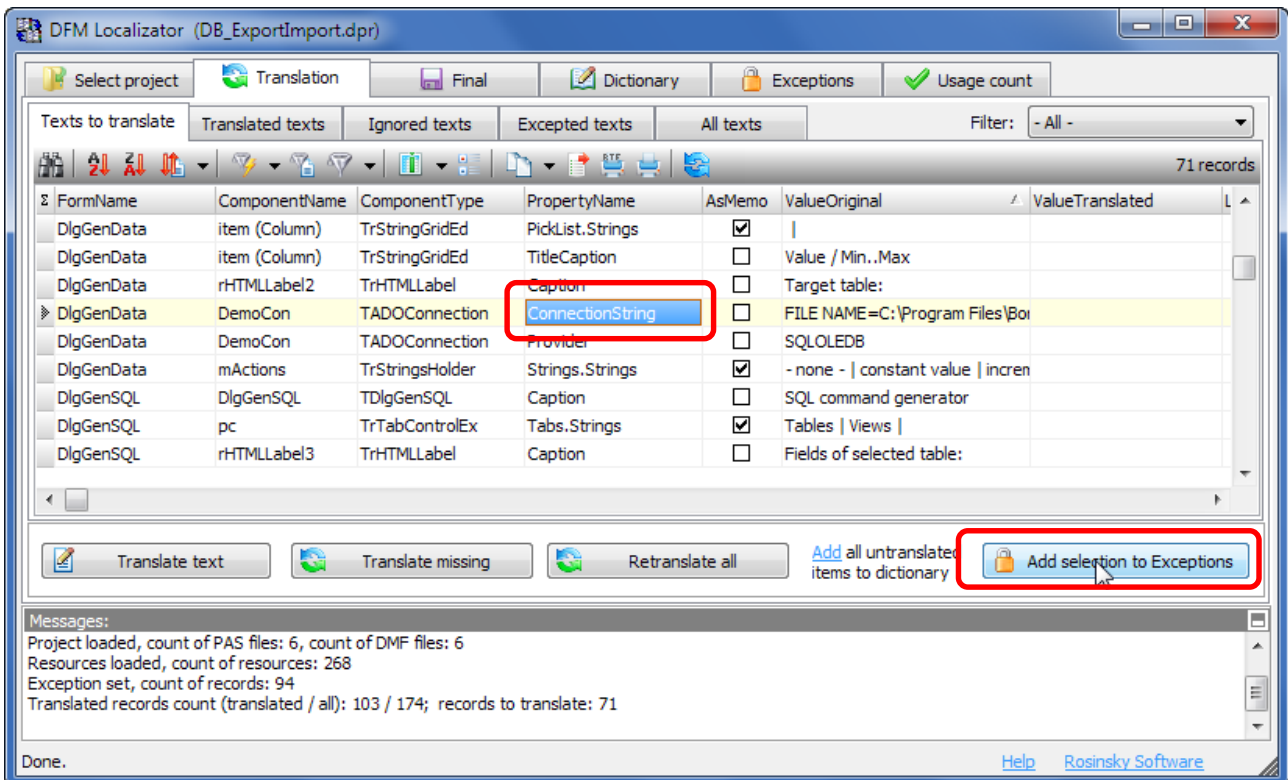 DFM Localizator (DB_ExportImport.dpr)
Select project Translation Final Dictionary Exceptions Usage count
Texts to translate Translated texts Ignored texts Excepted texts All texts Filter: - All -
71 records
Σ FormName ComponentName ComponentType PropertyName AsMemo ValueOriginal ValueTranslated L
DlgGenData item (Column) TrStringGridEd PickList.Strings |
DlgGenData item (Column) TrStringGridEd TitleCaption Value / Min..Max
DlgGenData rHTMLLabel2 TrHTMLLabel Caption Target table:
DlgGenData DemoCon TADOConnection ConnectionString FILE NAME=C:\Program Files\Bor
DlgGenData DemoCon TADOConnection Provider SQLOLEDB
DlgGenData mActions TrStringsHolder Strings.Strings - none - | constant value | increm
DlgGenSQL DlgGenSQL TDlgGenSQL Caption SQL command generator
DlgGenSQL pc TrTabControlEx Tabs.Strings Tables | Views |
DlgGenSQL rHTMLLabel3 TrHTMLLabel Caption Fields of selected table:
Translate text Translate missing Retranslate all Add all untranslated
items to dictionary Add selection to Exceptions
Messages:
Project loaded, count of PAS files: 6, count of DMF files: 6
Resources loaded, count of resources: 268
Exception set, count of records: 94
Translated records count (translated / all): 103 / 174; records to translate: 71
Done. Help Rosinsky Software